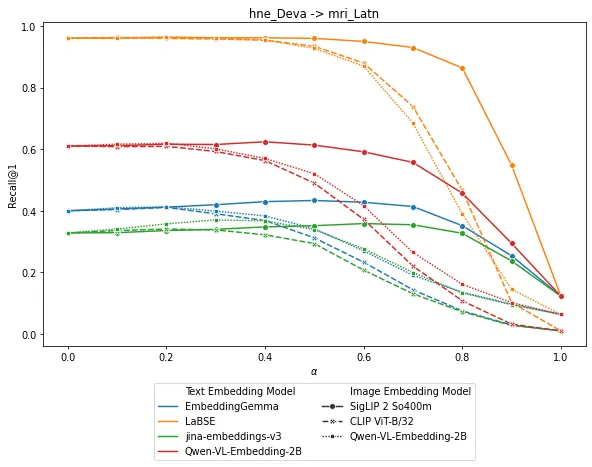 hne_Deva -> mri_Latn
Recall@1
1.0
0.8
0.6
0.4
0.2
0.0
0.0 0.2 0.4 0.6 0.8 1.0
α
Text Embedding Model Image Embedding Model
EmbeddingGemma SigLIP 2 So400m
LaBSE CLIP ViT-B/32
jina-embeddings-v3 Qwen-VL-Embedding-2B
Qwen-VL-Embedding-2B